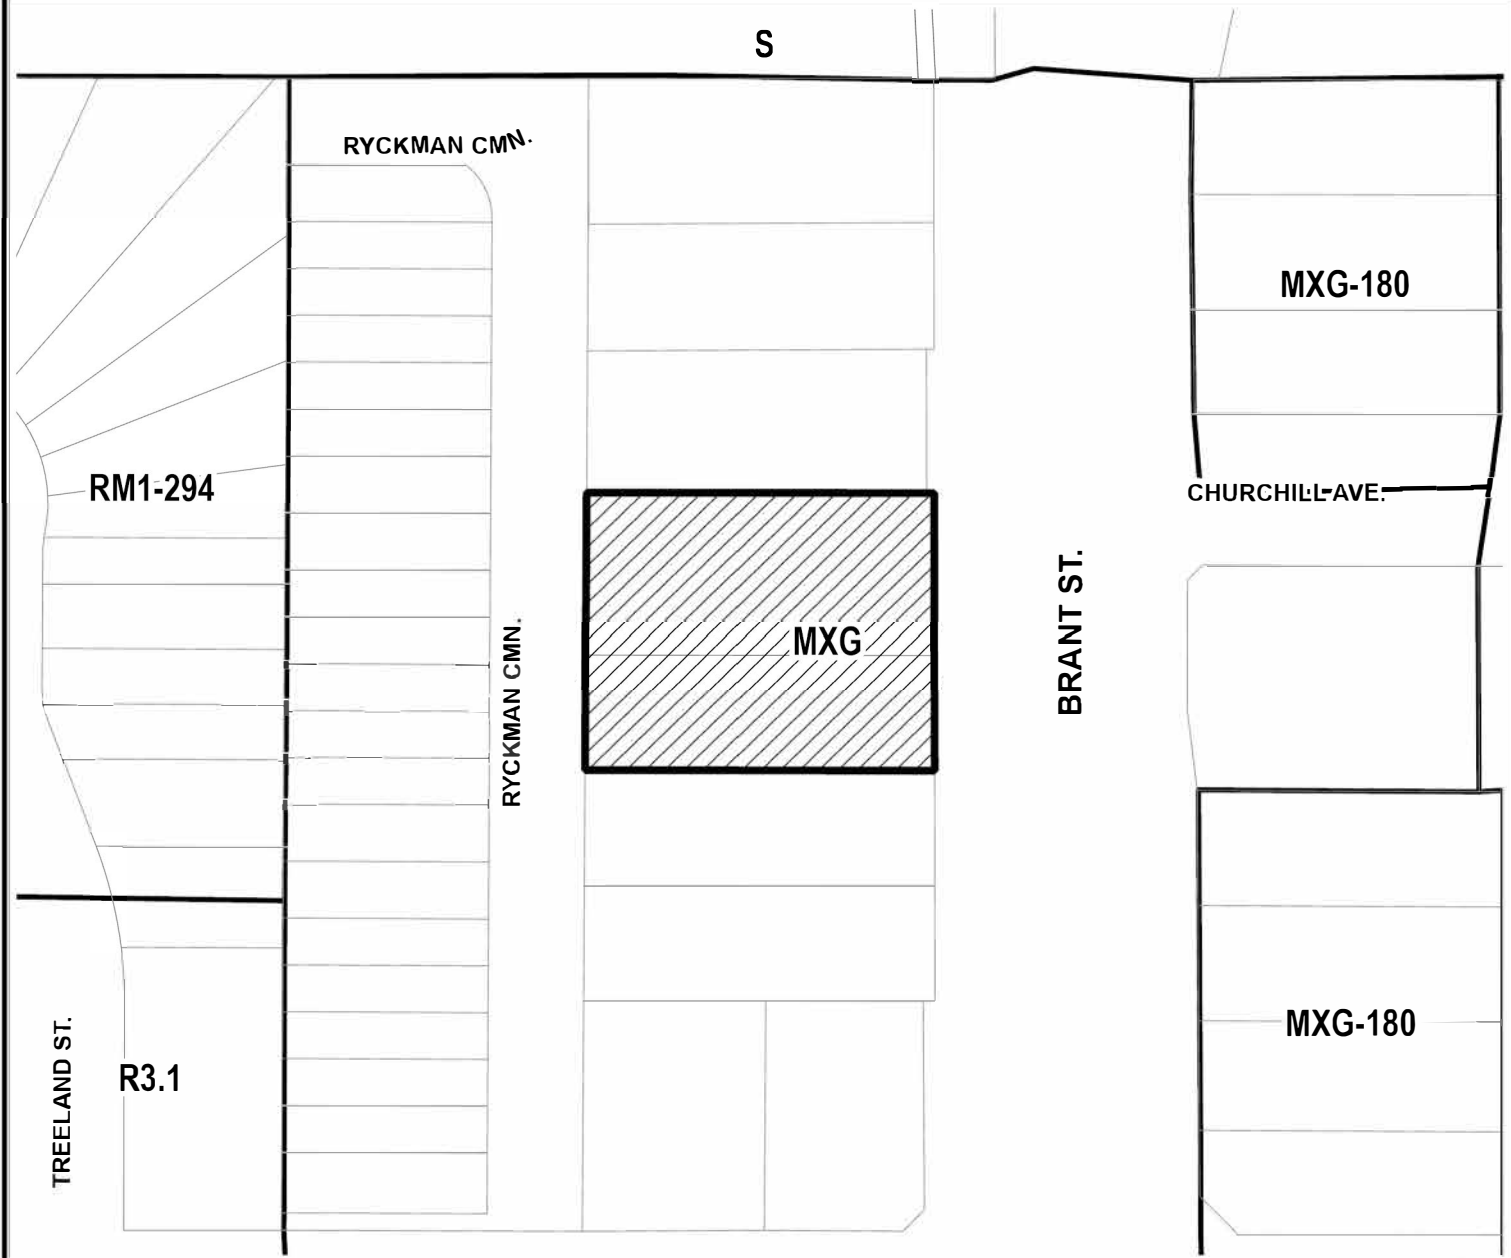 S
RYCKMAN CMN.
MXG-180
RM1-294
CHURCHILL AVE.
MXG
BRANT ST.
RYCKMAN CMN.
MXG-180
TREELAND ST.
R3.1